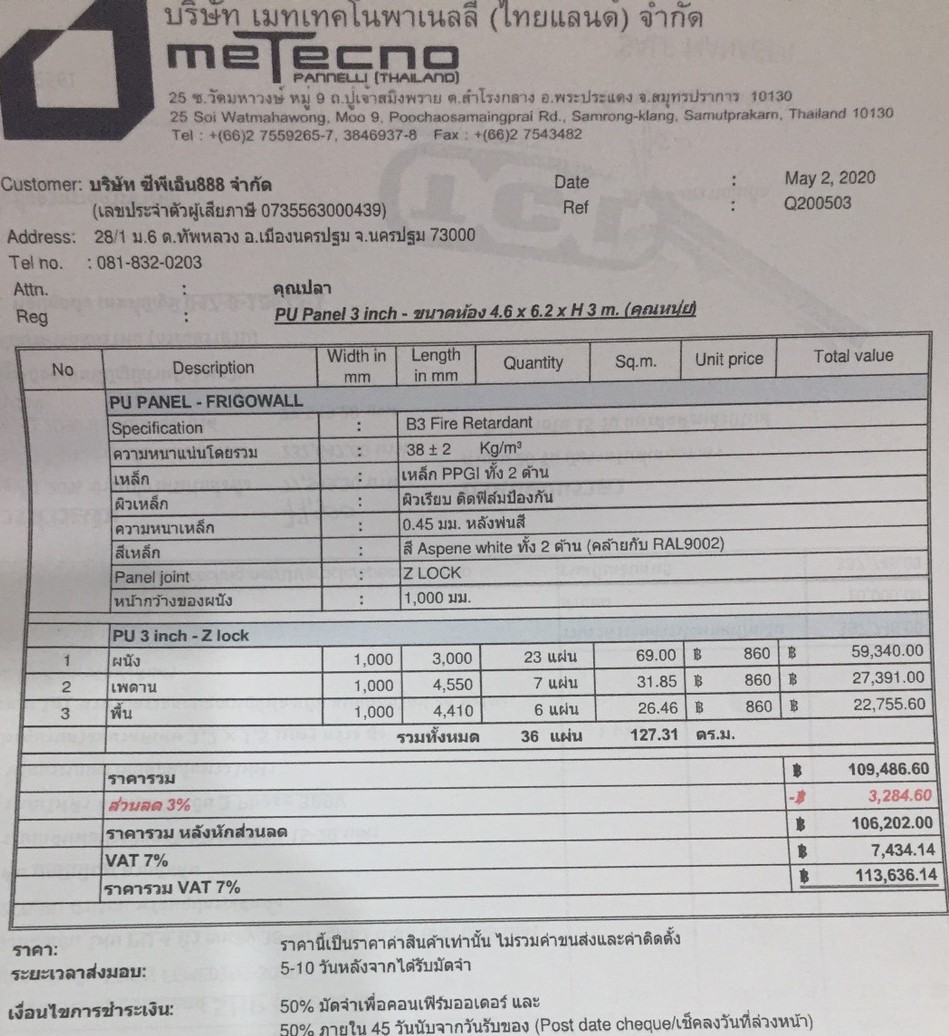 บริษัท เมทเทคโนพาเนลลี (ไทยแลนด) จำกัด
meTecno
PANNELLI (THAILAND)
25 ซ.วัดมหาวงษ์ หมู่ 9 ถ.ปู่เจ้าสมิงพราย ต.สำโรงกลาง อ.พระประแดง จ.สมุทรปราการ 10130
25 Soi Watmahawong, Moo 9, Poochaosamaingprai Rd., Samrong-klang, Samutprakarn, Thailand 10130
Tel : +(66)2 7559265-7, 3846937-8 Fax : +(66)2 7543482
Customer: บริษัท ซีพีเอ็น888 จำกัด Date : May 2, 2020
(เลขประจำตัวผู้เสียภาษี 0735563000439) Ref : Q200503
Address: 28/1 ม.6 ต.ทัพหลวง อ.เมืองนครปฐม จ.นครปฐม 73000
Tel no. : 081-832-0203
Attn. : คุณปลา
Reg : PU Panel 3 inch - ขนาดห้อง 4.6 x 6.2 x H 3 m. (คุณหนุ่ย)
No Description Width in mm Length in mm Quantity Sq.m. Unit price Total value
PU PANEL - FRIGOWALL
Specification : B3 Fire Retardant
ความหนาแน่นโดยรวม : 38 ± 2 Kg/m³
เหล็ก : เหล็ก PPGI ทั้ง 2 ด้าน
ผิวเหล็ก : ผิวเรียบ ติดฟิล์มป้องกัน
ความหนาเหล็ก : 0.45 มม. หลังพ่นสี
สีเหล็ก : สี Aspene white ทั้ง 2 ด้าน (คล้ายกับ RAL9002)
Panel joint : Z LOCK
หน้ากว้างของผนัง : 1,000 มม.
PU 3 inch - Z lock
1 ผนัง 1,000 3,000 23 แผ่น 69.00 ฿ 860 ฿ 59,340.00
2 เพดาน 1,000 4,550 7 แผ่น 31.85 ฿ 860 ฿ 27,391.00
3 พื้น 1,000 4,410 6 แผ่น 26.46 ฿ 860 ฿ 22,755.60
รวมทั้งหมด 36 แผ่น 127.31 ตร.ม.
ราคารวม ฿ 109,486.60
ส่วนลด 3% -฿ 3,284.60
ราคารวม หลังหักส่วนลด ฿ 106,202.00
VAT 7% ฿ 7,434.14
ราคารวม VAT 7% ฿ 113,636.14
ราคา: ราคานี้เป็นราคาค่าสินค้าเท่านั้น ไม่รวมค่าขนส่งและค่าติดตั้ง
ระยะเวลาส่งมอบ: 5-10 วันหลังจากได้รับมัดจำ
เงื่อนไขการชำระเงิน: 50% มัดจำเพื่อคอนเฟิร์มออเดอร์ และ
50% ภายใน 45 วันนับจากวันรับของ (Post date cheque/เช็คลงวันที่ล่วงหน้า)